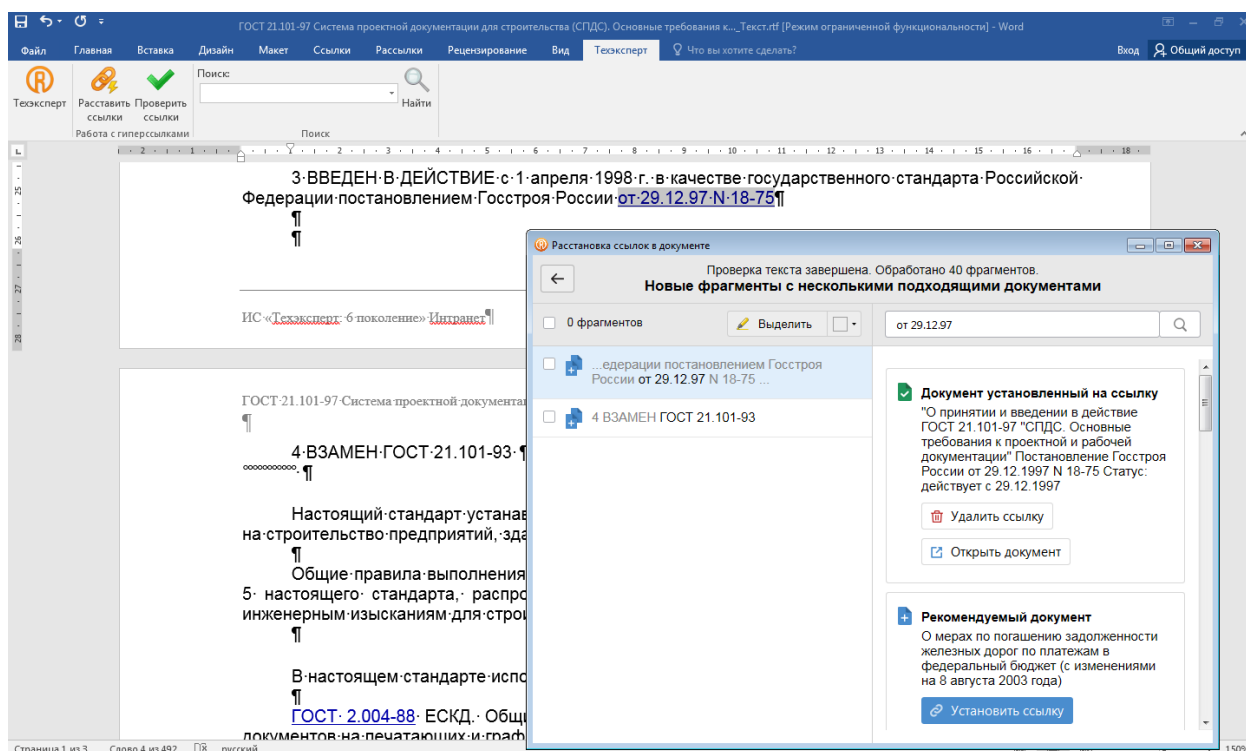 ГОСТ 21.101-97 Система проектной документации для строительства (СПДС). Основные требования к..._Текст.rtf [Режим ограниченной функциональности] - Word
Файл Главная Вставка Дизайн Макет Ссылки Рассылки Рецензирование Вид Техэксперт Что вы хотите сделать? Вход Общий доступ
Техэксперт
Расставить ссылки
Проверить ссылки
Работа с гиперссылками
Поиск:
Найти
Поиск
3·ВВЕДЕН·В·ДЕЙСТВИЕ·с·1·апреля·1998·г.·в·качестве·государственного·стандарта·Российской·
Федерации·постановлением·Госстроя·России·от·29.12.97·N·18-75¶
¶
¶
ИС·«Техэксперт:·6·поколение»·Интранет¶
ГОСТ·21.101-97·Система·проектной·документа
¶
4·ВЗАМЕН·ГОСТ·21.101-93·¶
¶
Настоящий·стандарт·устанав
на·строительство·предприятий,·зда
¶
Общие·правила·выполнения
5· настоящего· стандарта,· распро
инженерным·изысканиям·для·строи
¶
В·настоящем·стандарте·испо
¶
ГОСТ· 2.004-88· ЕСКД.· Общи
документов·на·печатающих·и·граф
Расстановка ссылок в документе
Проверка текста завершена. Обработано 40 фрагментов.
Новые фрагменты с несколькими подходящими документами
0 фрагментов
Выделить
от 29.12.97
...едерации постановлением Госстроя
России от 29.12.97 N 18-75 ...
4 ВЗАМЕН ГОСТ 21.101-93
Документ установленный на ссылку
"О принятии и введении в действие
ГОСТ 21.101-97 "СПДС. Основные
требования к проектной и рабочей
документации" Постановление Госстроя
России от 29.12.1997 N 18-75 Статус:
действует с 29.12.1997
Удалить ссылку
Открыть документ
Рекомендуемый документ
О мерах по погашению задолженности
железных дорог по платежам в
федеральный бюджет (с изменениями
на 8 августа 2003 года)
Установить ссылку
Страница 1 из 3 Слово 4 из 492 русский